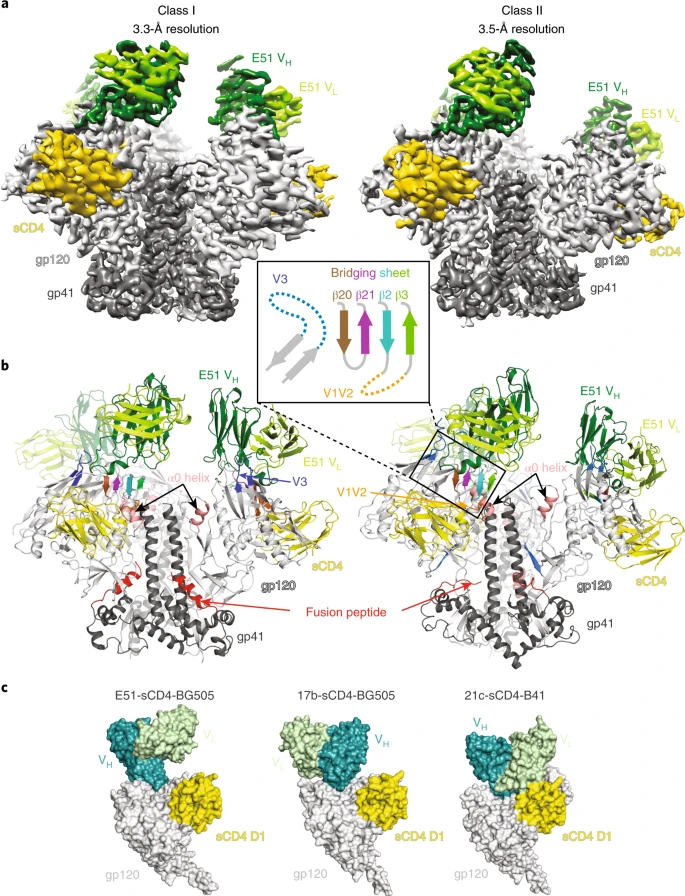 a
Class I
3.3-Å resolution
Class II
3.5-Å resolution
E51 VH
E51 VL
sCD4
gp120
gp41
E51 VH
E51 VL
sCD4
gp120
V3
Bridging sheet
β20 β21 β2 β3
V1V2
b
E51 VH
E51 VL
α0 helix
V3
sCD4
gp120
gp41
Fusion peptide
V1V2
E51 VH
E51 VL
α0 helix
sCD4
gp120
gp41
c
E51-sCD4-BG505
VH
VL
sCD4 D1
gp120
17b-sCD4-BG505
VL
VH
sCD4 D1
gp120
21c-sCD4-B41
VH
VL
sCD4 D1
gp120